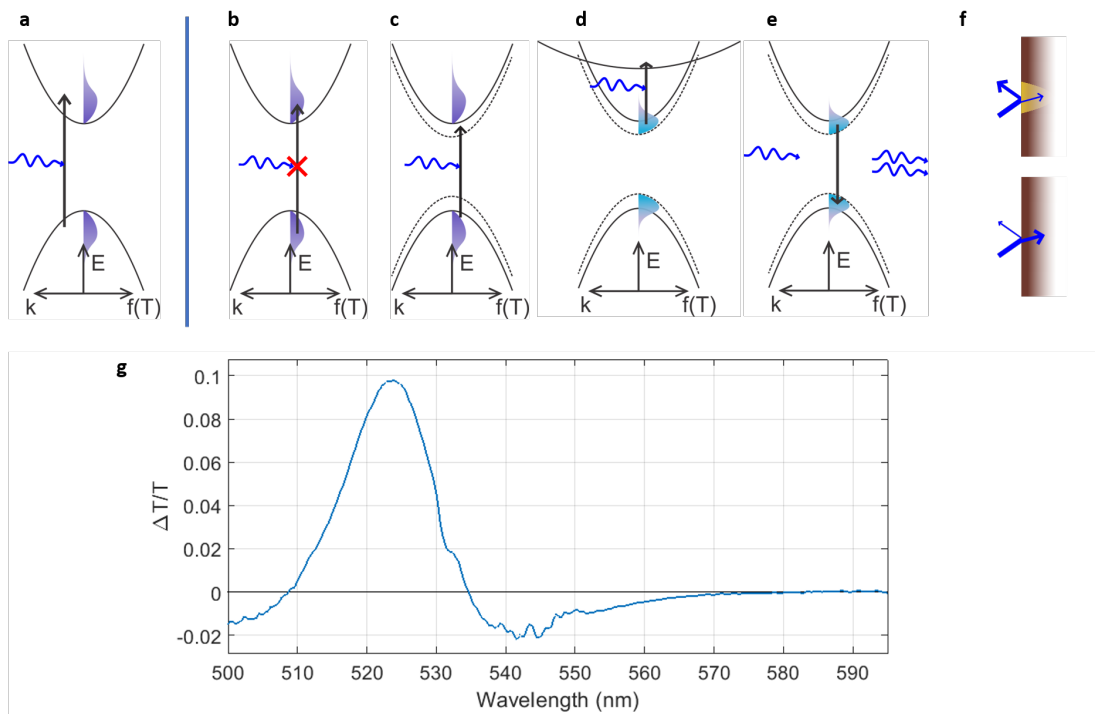 a b c d e f
E E E E E
k f(T) k f(T) k f(T) k f(T) k f(T)
g
0.1
0.08
0.06
0.04
0.02
0
-0.02
ΔT/T
500 510 520 530 540 550 560 570 580 590
Wavelength (nm)